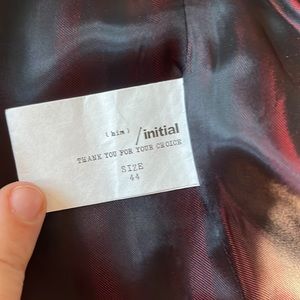 (him) /initial
THANK YOU FOR YOUR CHOICE
SIZE
44